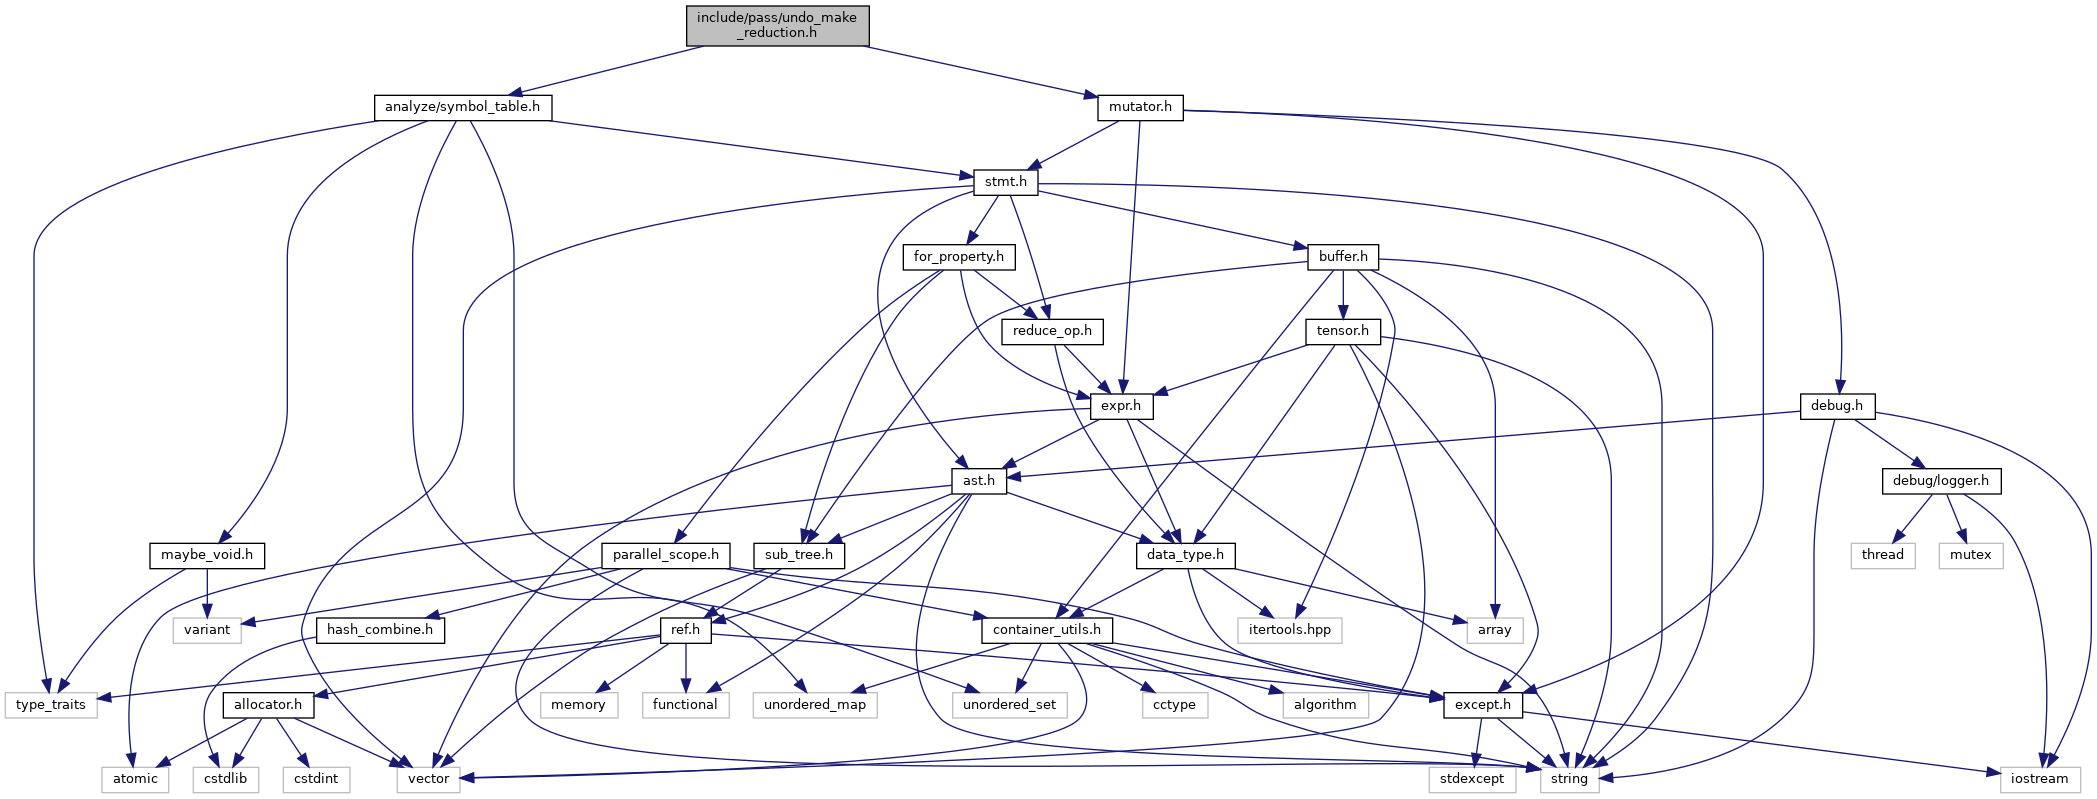 include/pass/undo_make
_reduction.h
analyze/symbol_table.h
mutator.h
stmt.h
for_property.h
buffer.h
reduce_op.h
tensor.h
expr.h
debug.h
ast.h
debug/logger.h
maybe_void.h
parallel_scope.h
sub_tree.h
data_type.h
thread
mutex
variant
hash_combine.h
ref.h
container_utils.h
itertools.hpp
array
type_traits
allocator.h
memory
functional
unordered_map
unordered_set
cctype
algorithm
except.h
atomic
cstdlib
cstdint
vector
stdexcept
string
iostream